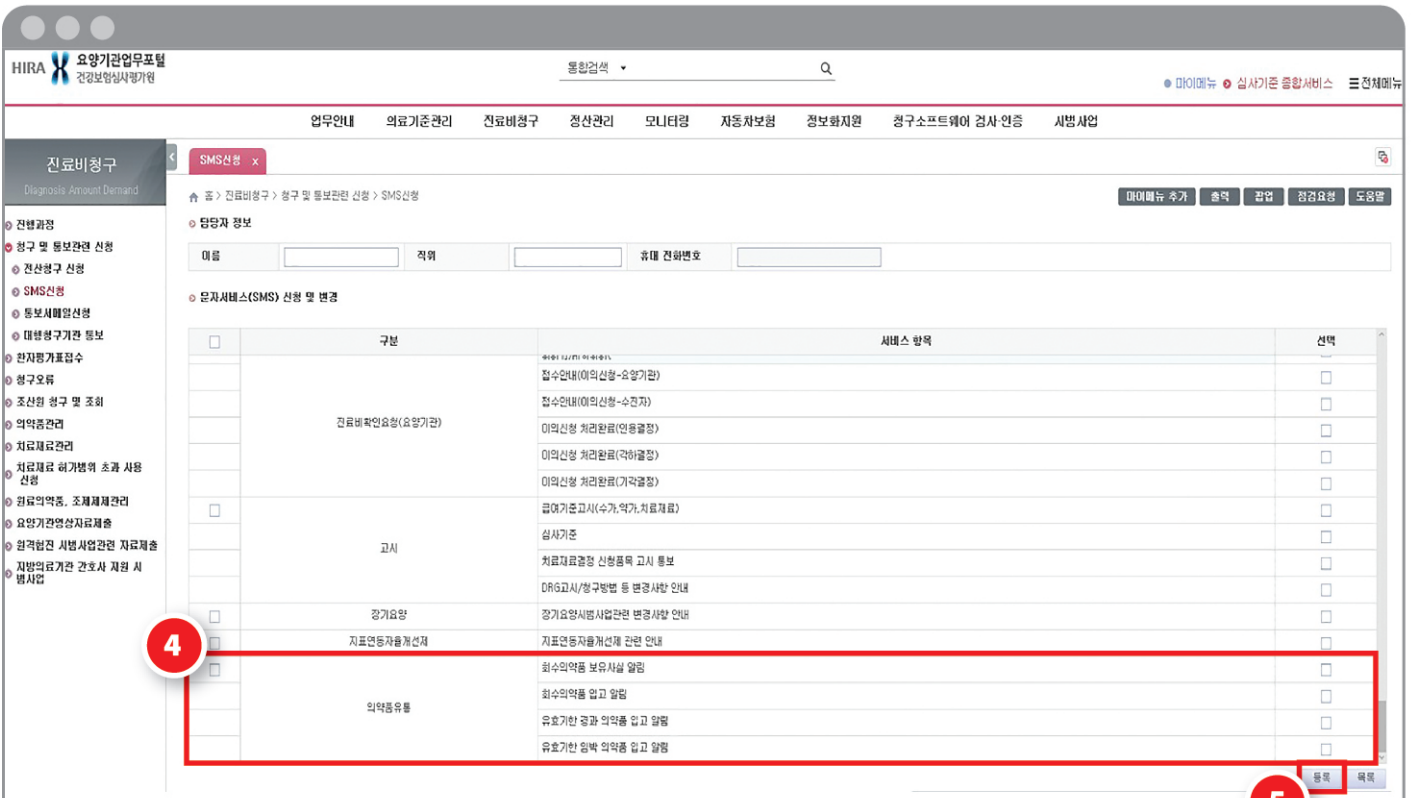 HIRA 요양기관업무포털
건강보험심사평가원
통합검색
마이메뉴 심사기준 종합서비스 전체메뉴
업무안내 의료기준관리 진료비청구 정산관리 모니터링 자동차보험 정보화지원 청구소프트웨어 검사·인증 시범사업
진료비청구
Diagnosis Amount Demand
SMS신청 x
홈 > 진료비청구 > 청구 및 통보관련 신청 > SMS신청
마이메뉴 추가 출력 팝업 점검요청 도움말
진행과정
청구 및 통보관련 신청
전산청구 신청
SMS신청
통보서메일신청
대행청구기관 통보
환자평가표접수
청구오류
조산원 청구 및 조회
의약품관리
치료재료관리
치료재료 허가범위 초과 사용
신청
원료의약품, 조제제제관리
요양기관영상자료제출
원격협진 시범사업관련 자료제출
지방의료기관 간호사 지원 시
범사업
담당자 정보
이름 직위 휴대 전화번호
문자서비스(SMS) 신청 및 변경
구분 서비스 항목 선택
진료비확인요청(요양기관)
접수안내(이의신청-요양기관)
접수안내(이의신청-수진자)
이의신청 처리완료(인용결정)
이의신청 처리완료(각하결정)
이의신청 처리완료(기각결정)
고시
급여기준고시(수가,약가,치료재료)
심사기준
치료재료결정 신청품목 고시 통보
DRG고시/청구방법 등 변경사항 안내
장기요양 장기요양시범사업관련 변경사항 안내
지표연동자율개선제 지표연동자율개선제 관련 안내
4
의약품유통
회수의약품 보유사실 알림
회수의약품 입고 알림
유효기한 경과 의약품 입고 알림
유효기한 임박 의약품 입고 알림
등록 목록
5